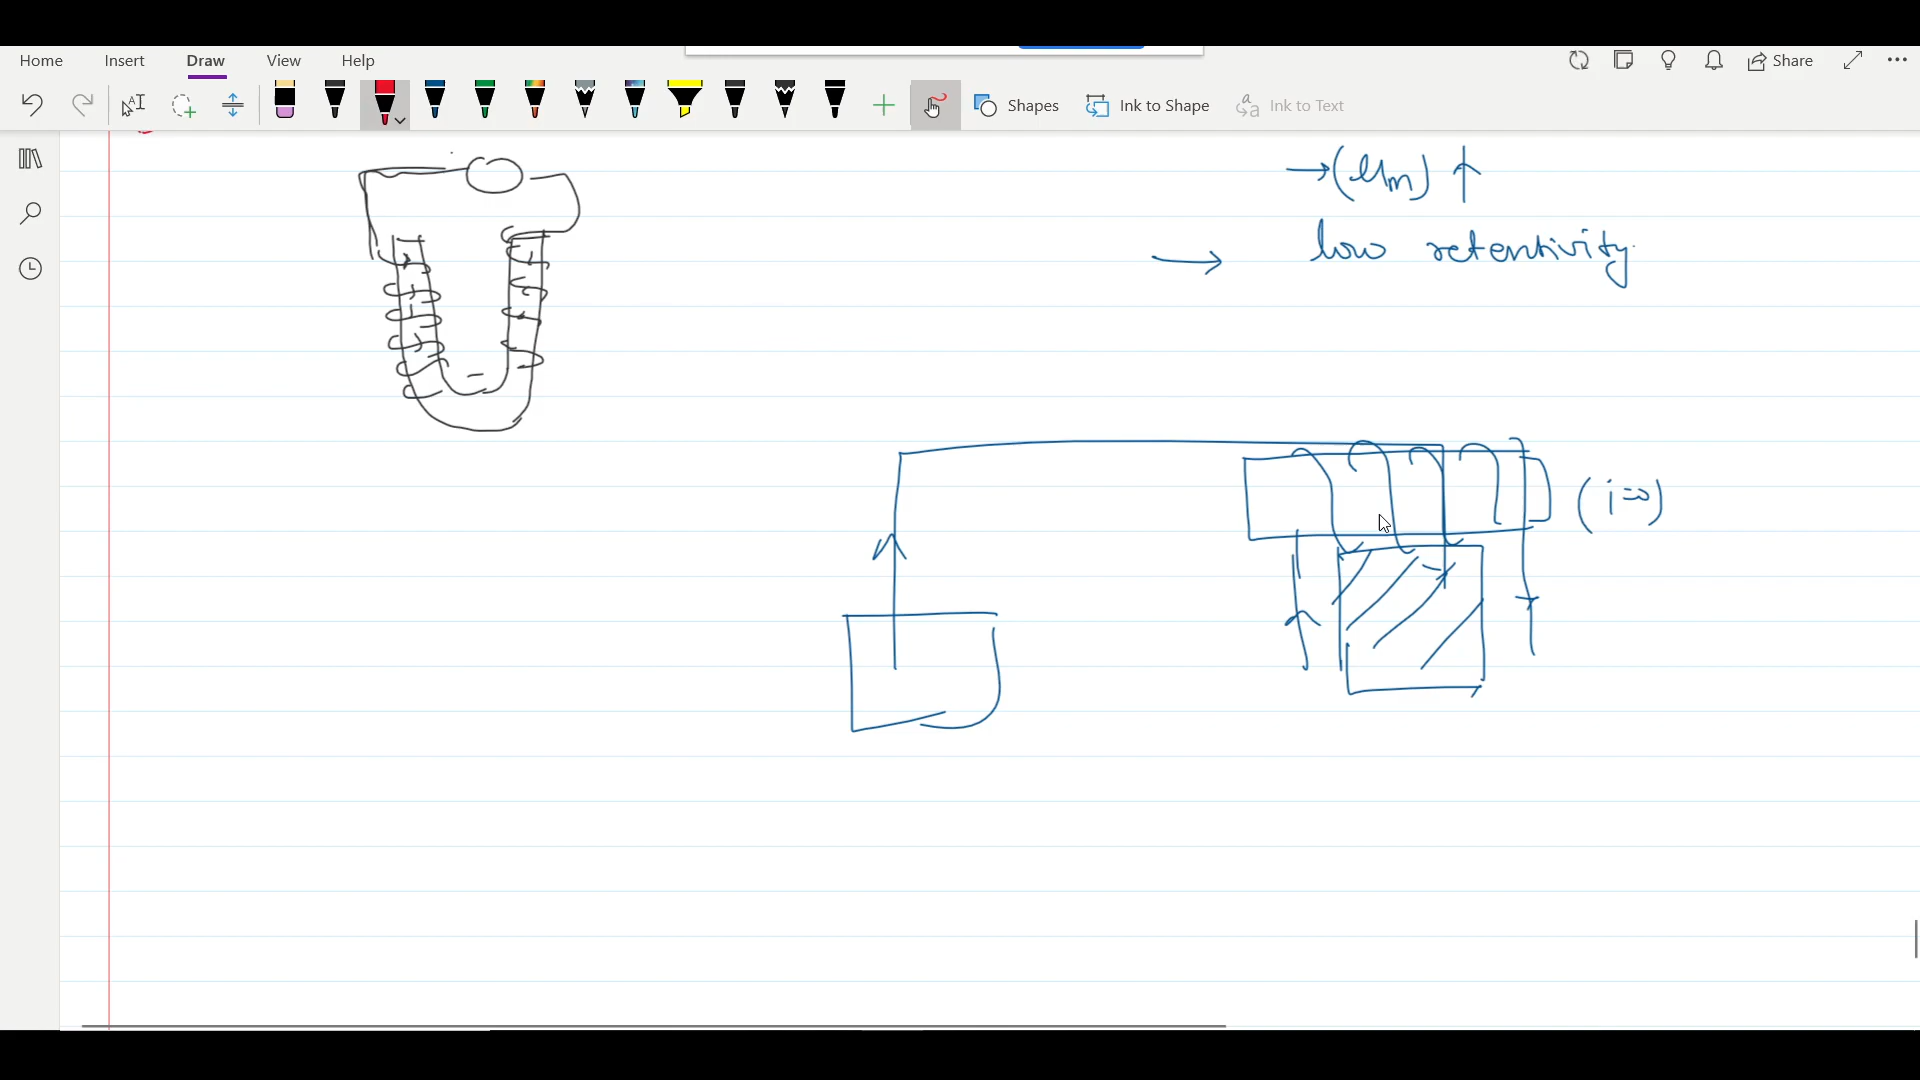 Home Insert Draw View Help Share
Shapes Ink to Shape Ink to Text
→ (μm) ↑
→ low retentivity
(i=0)